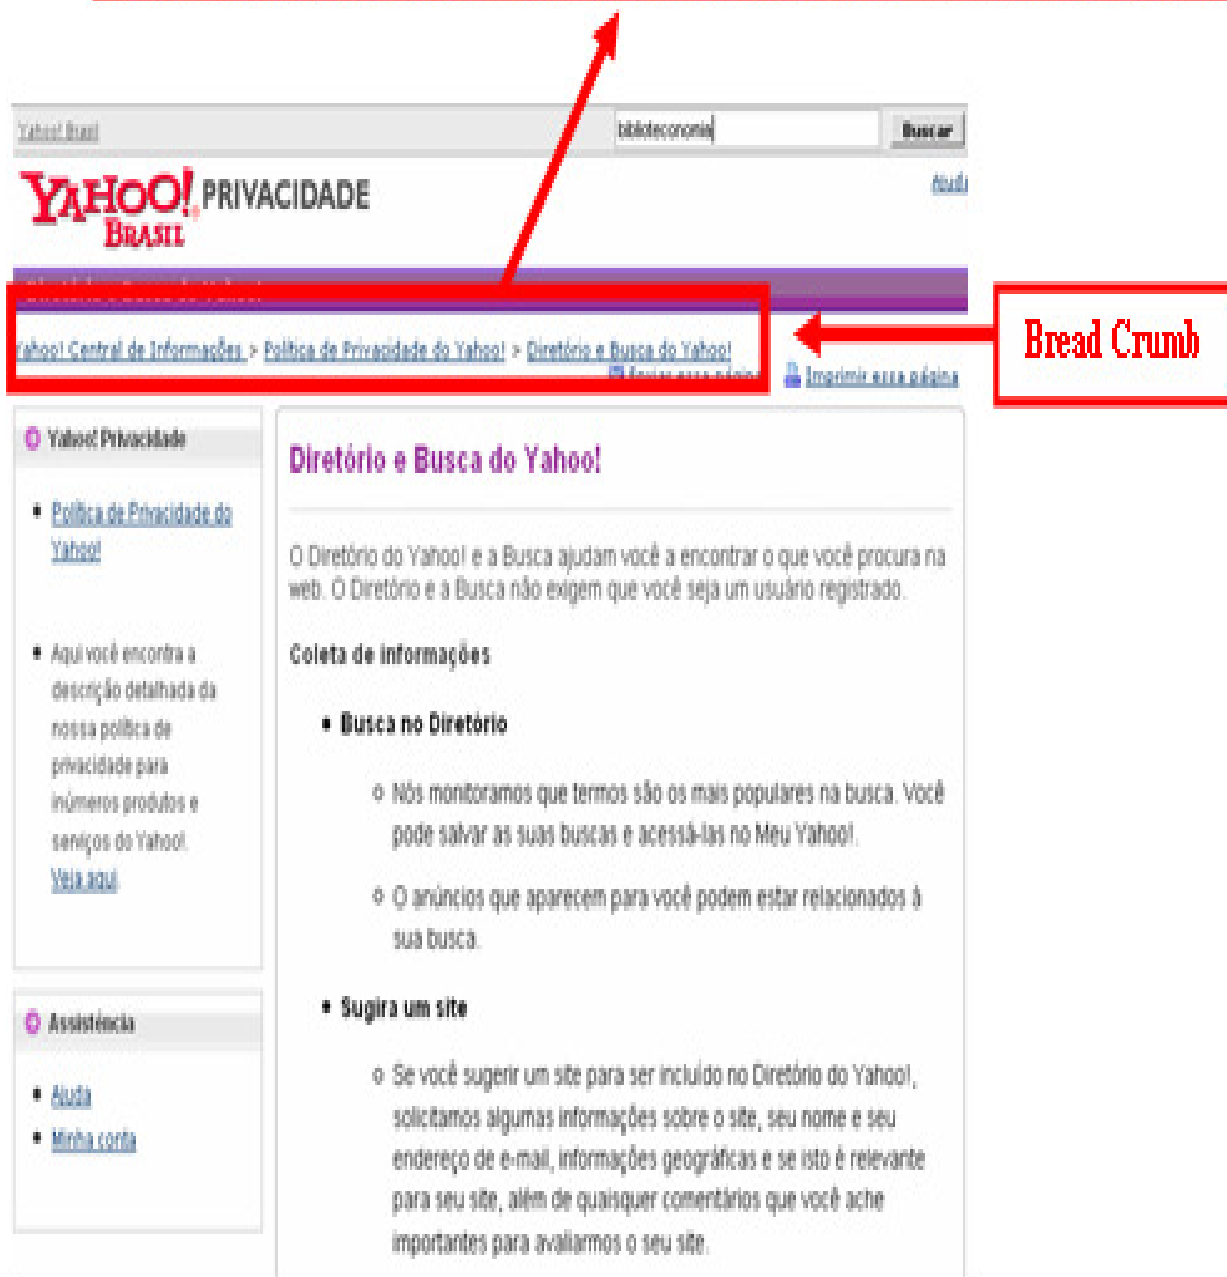 Yahoo! Brasil
biblioteconomia
Buscar
YAHOO! PRIVACIDADE
BRASIL
Ajuda
Diretório e Busca do Yahoo!
Yahoo! Central de Informações > Política de Privacidade do Yahoo! > Diretório e Busca do Yahoo!
Enviar essa página
Imprimir essa página
Bread Crumb
Yahoo! Privacidade
Política de Privacidade do
Yahoo!
Aqui você encontra a
descrição detalhada da
nossa política de
privacidade para
inúmeros produtos e
serviços do Yahoo!.
Veja aqui.
Assistência
Ajuda
Minha conta
Diretório e Busca do Yahoo!
O Diretório do Yahoo! e a Busca ajudam você a encontrar o que você procura na
web. O Diretório e a Busca não exigem que você seja um usuário registrado.
Coleta de informações
Busca no Diretório
Nós monitoramos que termos são os mais populares na busca. Você
pode salvar as suas buscas e acessá-las no Meu Yahoo!.
O anúncios que aparecem para você podem estar relacionados à
sua busca.
Sugira um site
Se você sugerir um site para ser incluído no Diretório do Yahoo!,
solicitamos algumas informações sobre o site, seu nome e seu
endereço de e-mail, informações geográficas e se isto é relevante
para seu site, além de quaisquer comentários que você ache
importantes para avaliarmos o seu site.